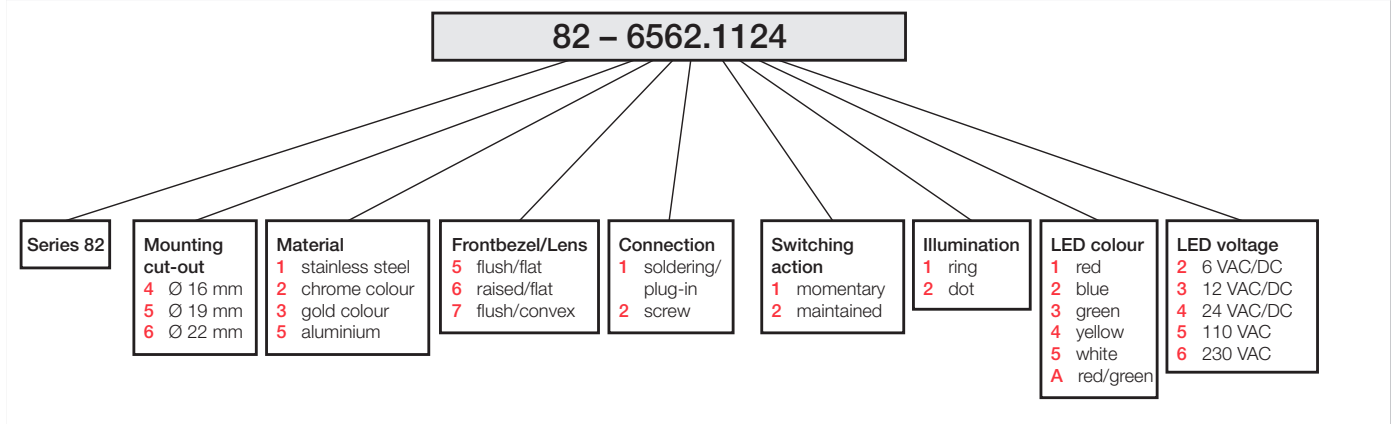 82 – 6562.1124
Series 82
Mounting
cut-out
4 Ø 16 mm
5 Ø 19 mm
6 Ø 22 mm
Material
1 stainless steel
2 chrome colour
3 gold colour
5 aluminium
Frontbezel/Lens
5 flush/flat
6 raised/flat
7 flush/convex
Connection
1 soldering/
plug-in
2 screw
Switching
action
1 momentary
2 maintained
Illumination
1 ring
2 dot
LED colour
1 red
2 blue
3 green
4 yellow
5 white
A red/green
LED voltage
2 6 VAC/DC
3 12 VAC/DC
4 24 VAC/DC
5 110 VAC
6 230 VAC